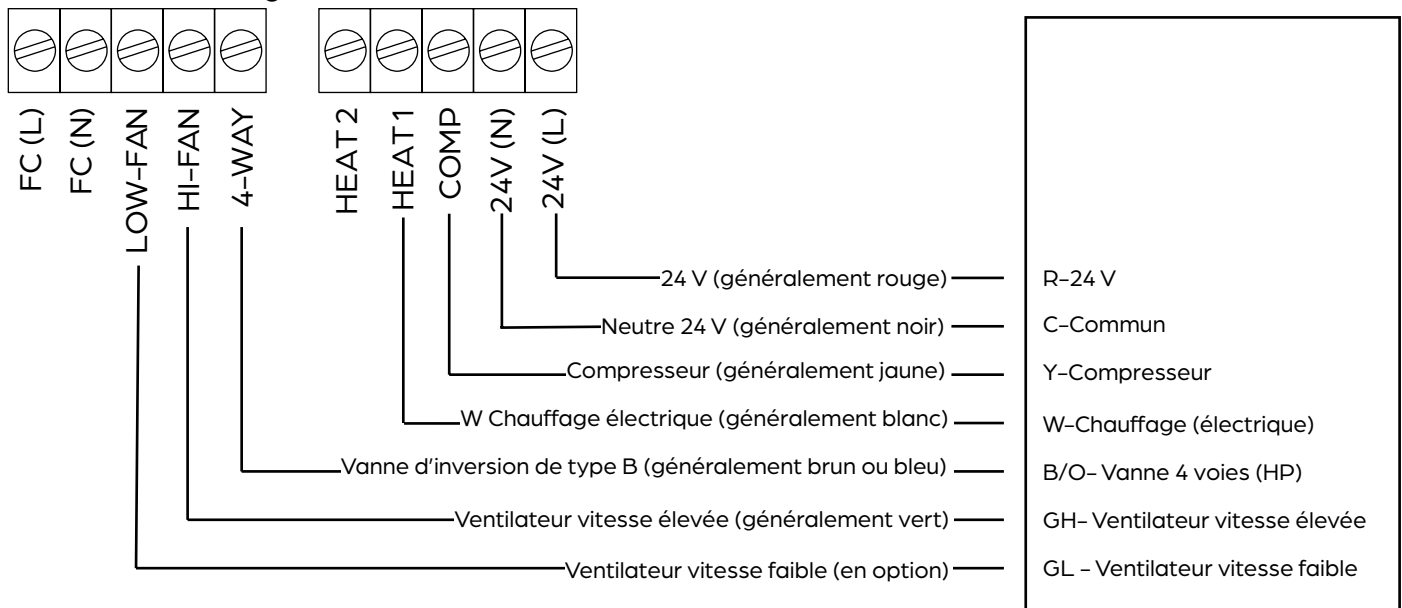 FC (L)
FC (N)
LOW-FAN
HI-FAN
4-WAY
HEAT 2
HEAT 1
COMP
24V (N)
24V (L)
24 V (généralement rouge)
R-24 V
Neutre 24 V (généralement noir)
C-Commun
Compresseur (généralement jaune)
Y-Compresseur
W Chauffage électrique (généralement blanc)
W-Chauffage (électrique)
Vanne d'inversion de type B (généralement brun ou bleu)
B/O- Vanne 4 voies (HP)
Ventilateur vitesse élevée (généralement vert)
GH- Ventilateur vitesse élevée
Ventilateur vitesse faible (en option)
GL - Ventilateur vitesse faible